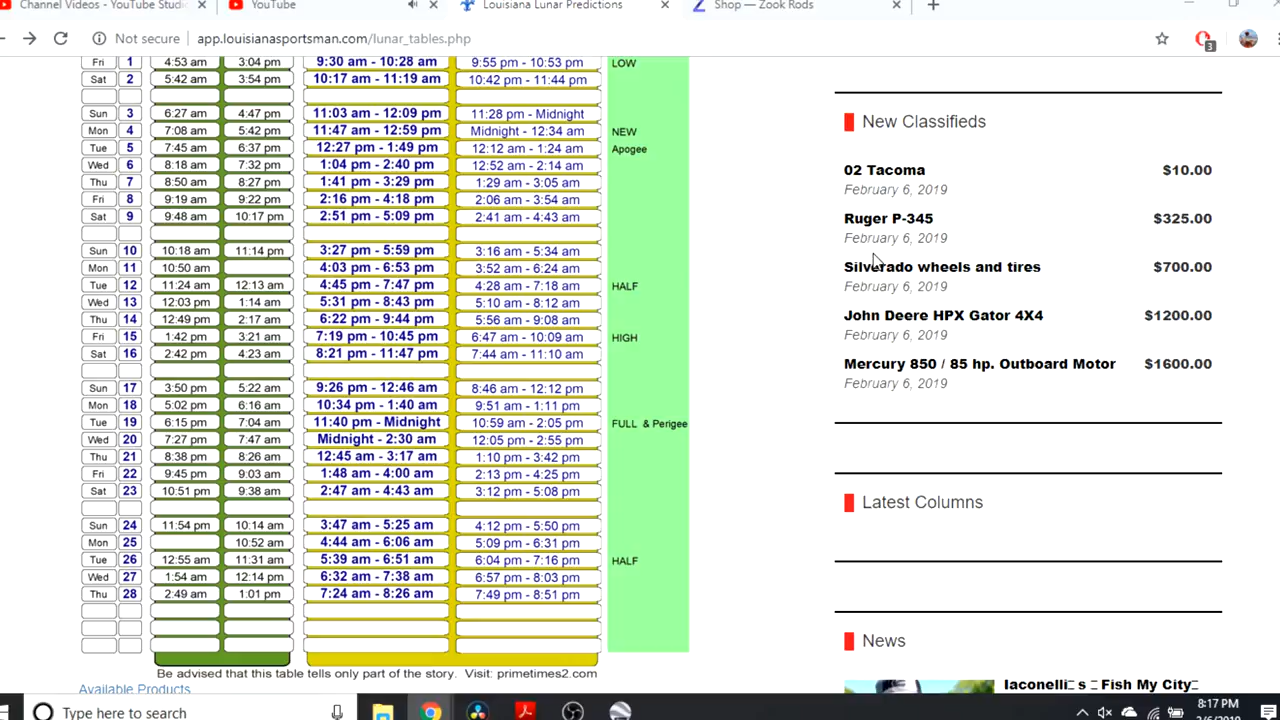 Channel Videos - YouTube Studi
YouTube
Louisiana Lunar Predictions
Shop — Zook Rods
Not secure
app.louisianasportsman.com/lunar_tables.php
3
Fri 1 4:53 am 3:04 pm 9:30 am - 10:28 am 9:55 pm - 10:53 pm LOW
Sat 2 5:42 am 3:54 pm 10:17 am - 11:19 am 10:42 pm - 11:44 pm
Sun 3 6:27 am 4:47 pm 11:03 am - 12:09 pm 11:28 pm - Midnight
Mon 4 7:08 am 5:42 pm 11:47 am - 12:59 pm Midnight - 12:34 am NEW
Tue 5 7:45 am 6:37 pm 12:27 pm - 1:49 pm 12:12 am - 1:24 am Apogee
Wed 6 8:18 am 7:32 pm 1:04 pm - 2:40 pm 12:52 am - 2:14 am
Thu 7 8:50 am 8:27 pm 1:41 pm - 3:29 pm 1:29 am - 3:05 am
Fri 8 9:19 am 9:22 pm 2:16 pm - 4:18 pm 2:06 am - 3:54 am
Sat 9 9:48 am 10:17 pm 2:51 pm - 5:09 pm 2:41 am - 4:43 am
Sun 10 10:18 am 11:14 pm 3:27 pm - 5:59 pm 3:16 am - 5:34 am
Mon 11 10:50 am 4:03 pm - 6:53 pm 3:52 am - 6:24 am
Tue 12 11:24 am 12:13 am 4:45 pm - 7:47 pm 4:28 am - 7:18 am HALF
Wed 13 12:03 pm 1:14 am 5:31 pm - 8:43 pm 5:10 am - 8:12 am
Thu 14 12:49 pm 2:17 am 6:22 pm - 9:44 pm 5:56 am - 9:08 am
Fri 15 1:42 pm 3:21 am 7:19 pm - 10:45 pm 6:47 am - 10:09 am HIGH
Sat 16 2:42 pm 4:23 am 8:21 pm - 11:47 pm 7:44 am - 11:10 am
Sun 17 3:50 pm 5:22 am 9:26 pm - 12:46 am 8:46 am - 12:12 pm
Mon 18 5:02 pm 6:16 am 10:34 pm - 1:40 am 9:51 am - 1:11 pm
Tue 19 6:15 pm 7:04 am 11:40 pm - Midnight 10:59 am - 2:05 pm FULL & Perigee
Wed 20 7:27 pm 7:47 am Midnight - 2:30 am 12:05 pm - 2:55 pm
Thu 21 8:38 pm 8:26 am 12:45 am - 3:17 am 1:10 pm - 3:42 pm
Fri 22 9:45 pm 9:03 am 1:48 am - 4:00 am 2:13 pm - 4:25 pm
Sat 23 10:51 pm 9:38 am 2:47 am - 4:43 am 3:12 pm - 5:08 pm
Sun 24 11:54 pm 10:14 am 3:47 am - 5:25 am 4:12 pm - 5:50 pm
Mon 25 10:52 am 4:44 am - 6:06 am 5:09 pm - 6:31 pm
Tue 26 12:55 am 11:31 am 5:39 am - 6:51 am 6:04 pm - 7:16 pm HALF
Wed 27 1:54 am 12:14 pm 6:32 am - 7:38 am 6:57 pm - 8:03 pm
Thu 28 2:49 am 1:01 pm 7:24 am - 8:26 am 7:49 pm - 8:51 pm
Be advised that this table tells only part of the story. Visit: primetimes2.com
Available Products
New Classifieds
02 Tacoma $10.00
February 6, 2019
Ruger P-345 $325.00
February 6, 2019
Silverado wheels and tires $700.00
February 6, 2019
John Deere HPX Gator 4X4 $1200.00
February 6, 2019
Mercury 850 / 85 hp. Outboard Motor $1600.00
February 6, 2019
Latest Columns
News
Iaconelli s Fish My City
Type here to search
8:17 PM